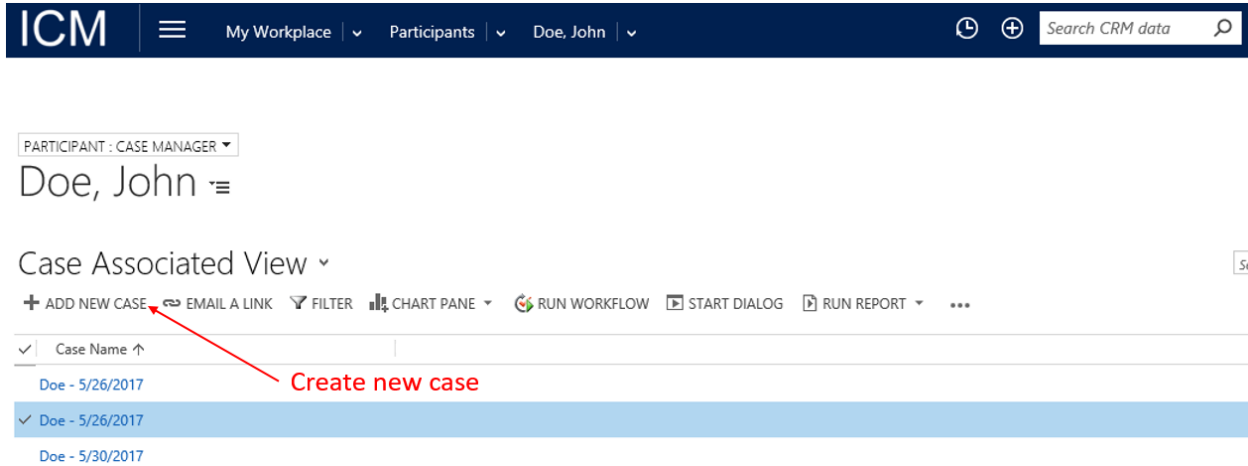 ICM My Workplace Participants Doe, John Search CRM data
PARTICIPANT : CASE MANAGER
Doe, John
Case Associated View
ADD NEW CASE EMAIL A LINK FILTER CHART PANE RUN WORKFLOW START DIALOG RUN REPORT •••
Case Name ↑
Create new case
Doe - 5/26/2017
Doe - 5/26/2017
Doe - 5/30/2017